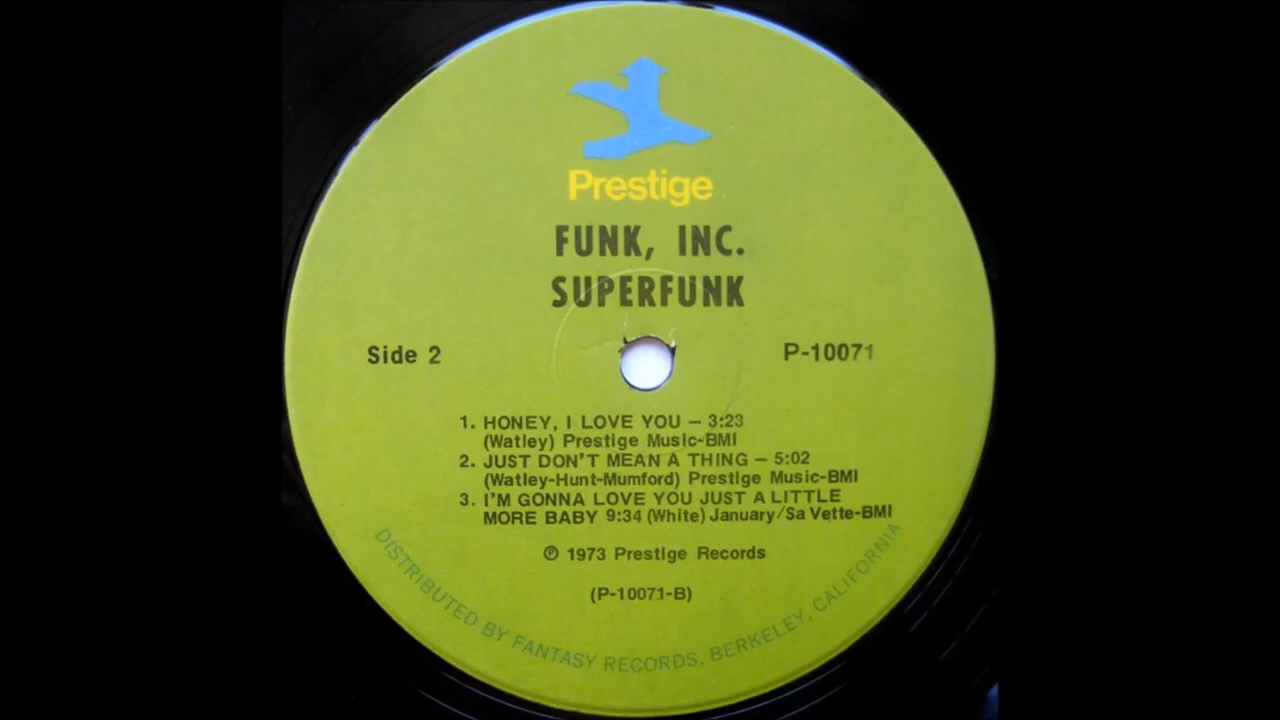 Prestige
FUNK, INC.
SUPERFUNK
Side 2
P-10071
1. HONEY, I LOVE YOU — 3:23
(Watley) Prestige Music-BMI
2. JUST DON'T MEAN A THING — 5:02
(Watley-Hunt-Mumford) Prestige Music-BMI
3. I'M GONNA LOVE YOU JUST A LITTLE
MORE BABY 9:34 (White) January/Sa Vette-BMI
℗ 1973 Prestige Records
(P-10071-B)
DISTRIBUTED BY FANTASY RECORDS, BERKELEY, CALIFORNIA